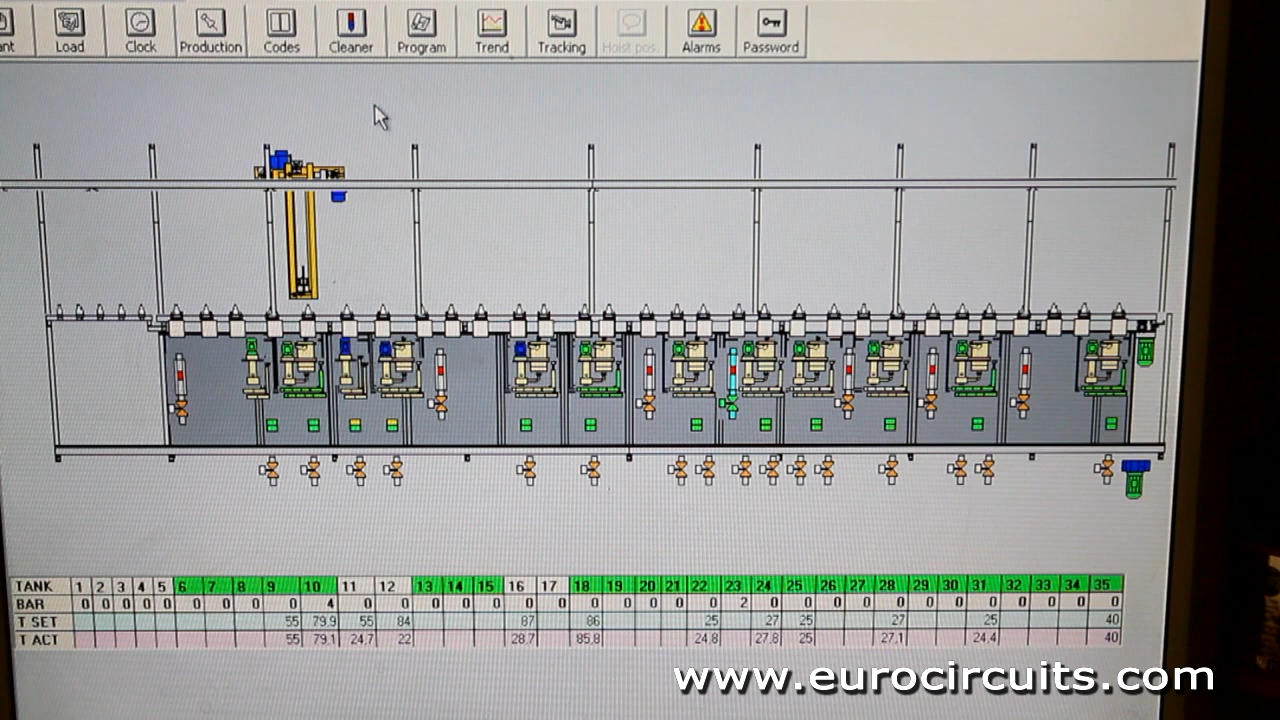 Load Clock Production Codes Cleaner Program Trend Tracking Hoist pos. Alarms Password
TANK 1 2 3 4 5 6 7 8 9 10 11 12 13 14 15 16 17 18 19 20 21 22 23 24 25 26 27 28 29 30 31 32 33 34 35
BAR 0 0 0 0 0 0 0 0 0 4 0 0 0 0 0 0 0 0 0 0 0 0 2 0 0 0 0 0 0 0 0 0 0 0 0
T SET 55 79.9 55 84 87 86 25 27 25 27 25 40
T ACT 55 79.1 24.7 22 28.7 85.8 24.8 27.8 25 27.1 24.4 40
www.eurocircuits.com